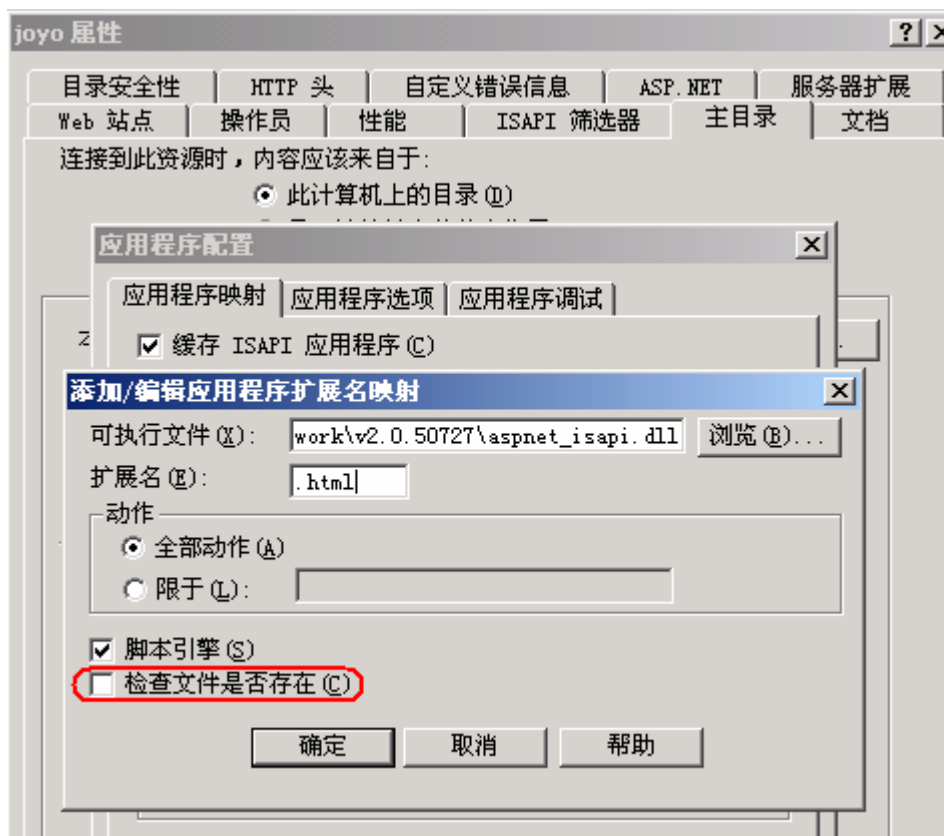 joyo 属性
目录安全性 HTTP 头 自定义错误信息 ASP.NET 服务器扩展
Web 站点 操作员 性能 ISAPI 筛选器 主目录 文档
连接到此资源时，内容应该来自于:
此计算机上的目录(D)
应用程序配置
应用程序映射 应用程序选项 应用程序调试
缓存 ISAPI 应用程序(C)
添加/编辑应用程序扩展名映射
可执行文件(X): work\v2.0.50727\aspnet_isapi.dll 浏览(B)...
扩展名(E): .html
动作
全部动作(A)
限于(L):
脚本引擎(S)
检查文件是否存在(C)
确定 取消 帮助